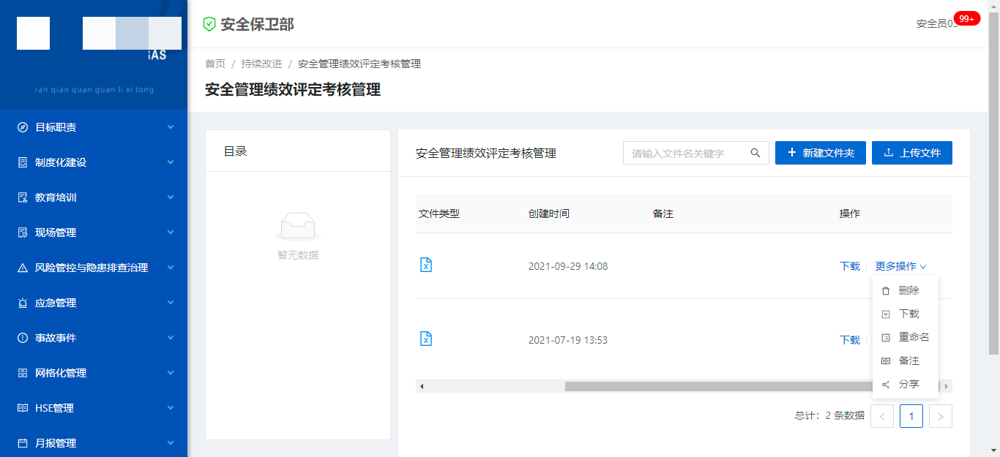 GAS
ran qian quan guan li xi tong
目标职责
制度化建设
教育培训
现场管理
风险管控与隐患排查治理
应急管理
事故事件
网格化管理
HSE管理
月报管理
安全保卫部
安全员03
99+
首页 / 持续改进 / 安全管理绩效评定考核管理
安全管理绩效评定考核管理
目录
暂无数据
安全管理绩效评定考核管理
请输入文件名关键字
新建文件夹
上传文件
文件类型 创建时间 备注 操作
2021-09-29 14:08 下载 更多操作
2021-07-19 13:53 下载
删除
下载
重命名
备注
分享
总计：2 条数据 < 1 >